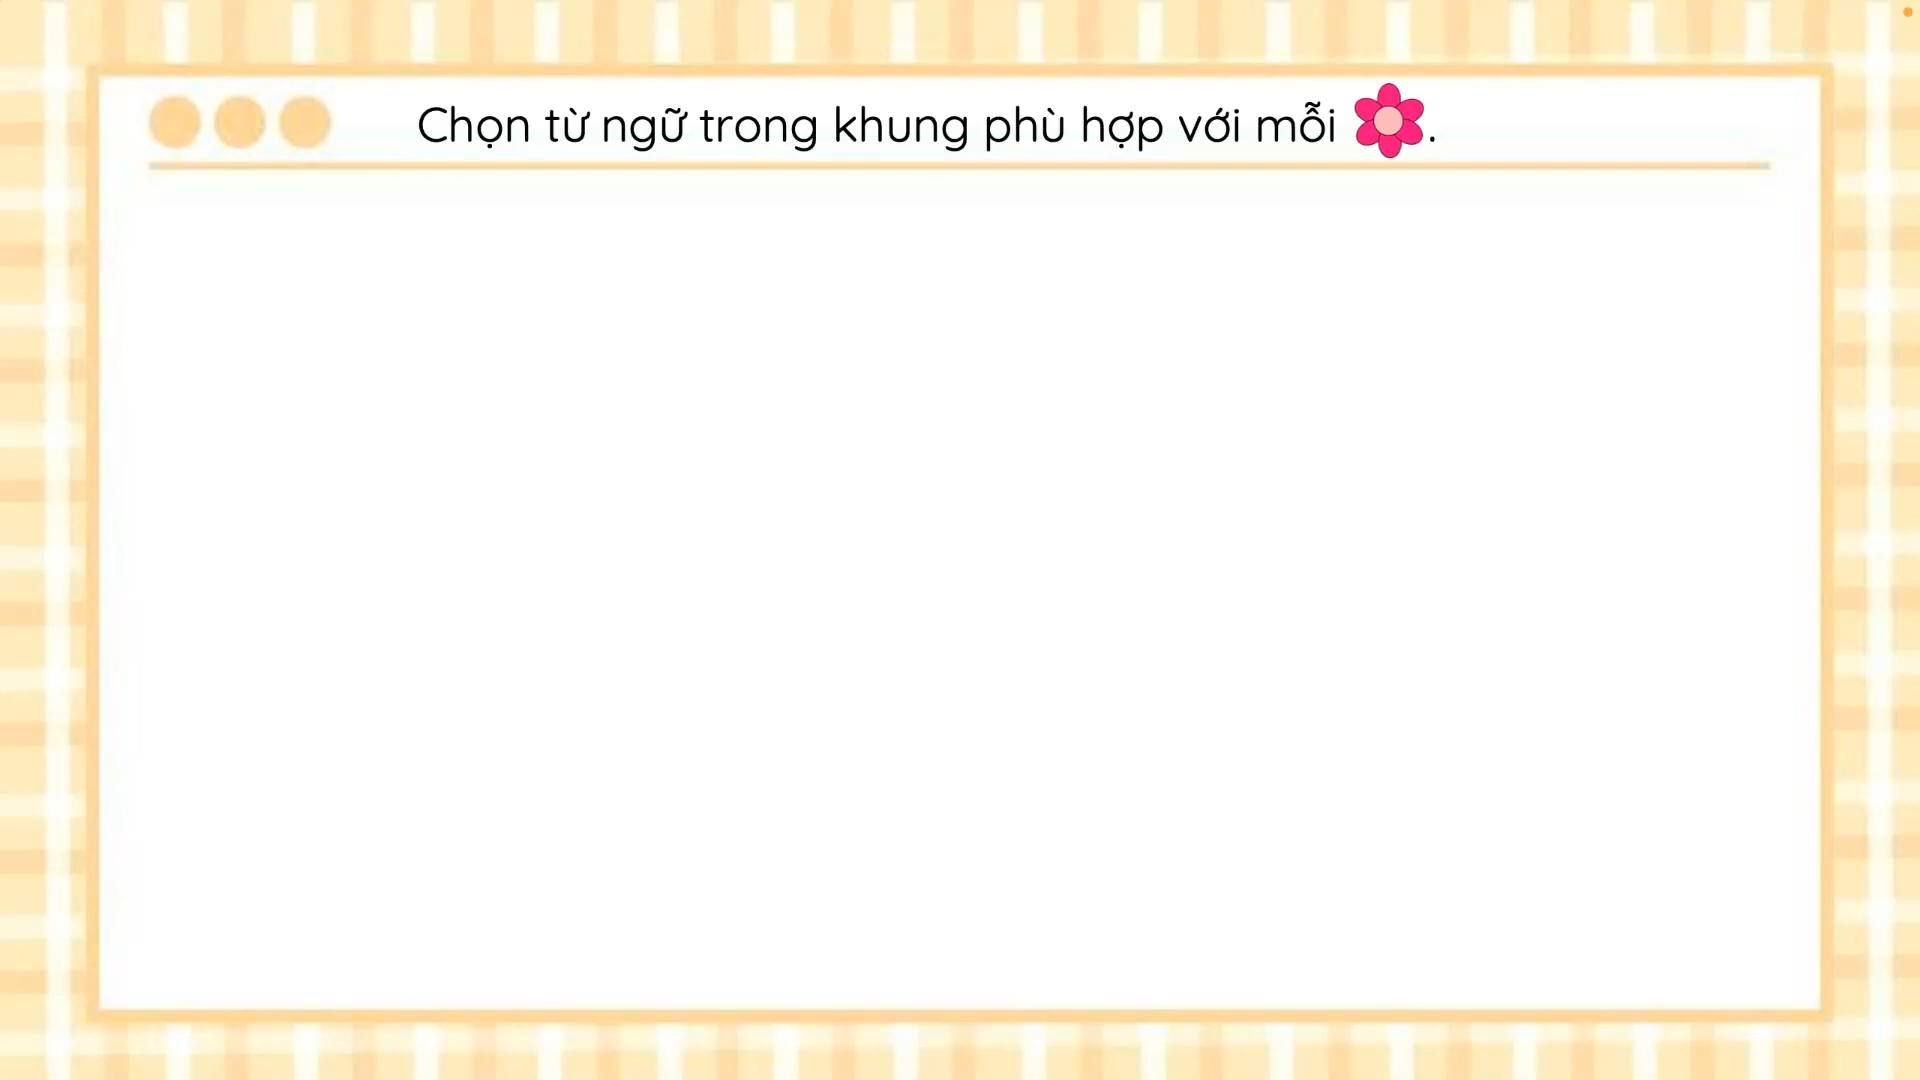 Chọn từ ngữ trong khung phù hợp với mỗi .